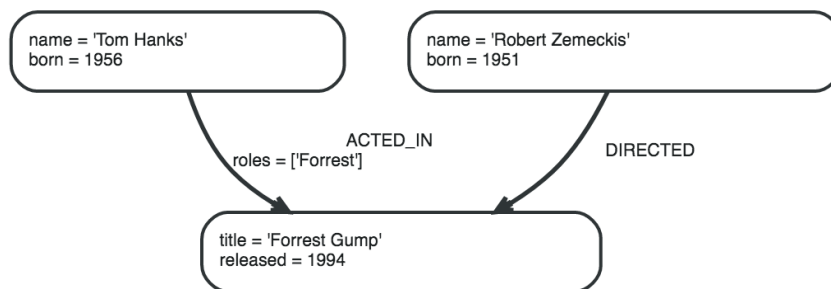 name = 'Tom Hanks'
born = 1956
name = 'Robert Zemeckis'
born = 1951
ACTED_IN
roles = ['Forrest']
DIRECTED
title = 'Forrest Gump'
released = 1994